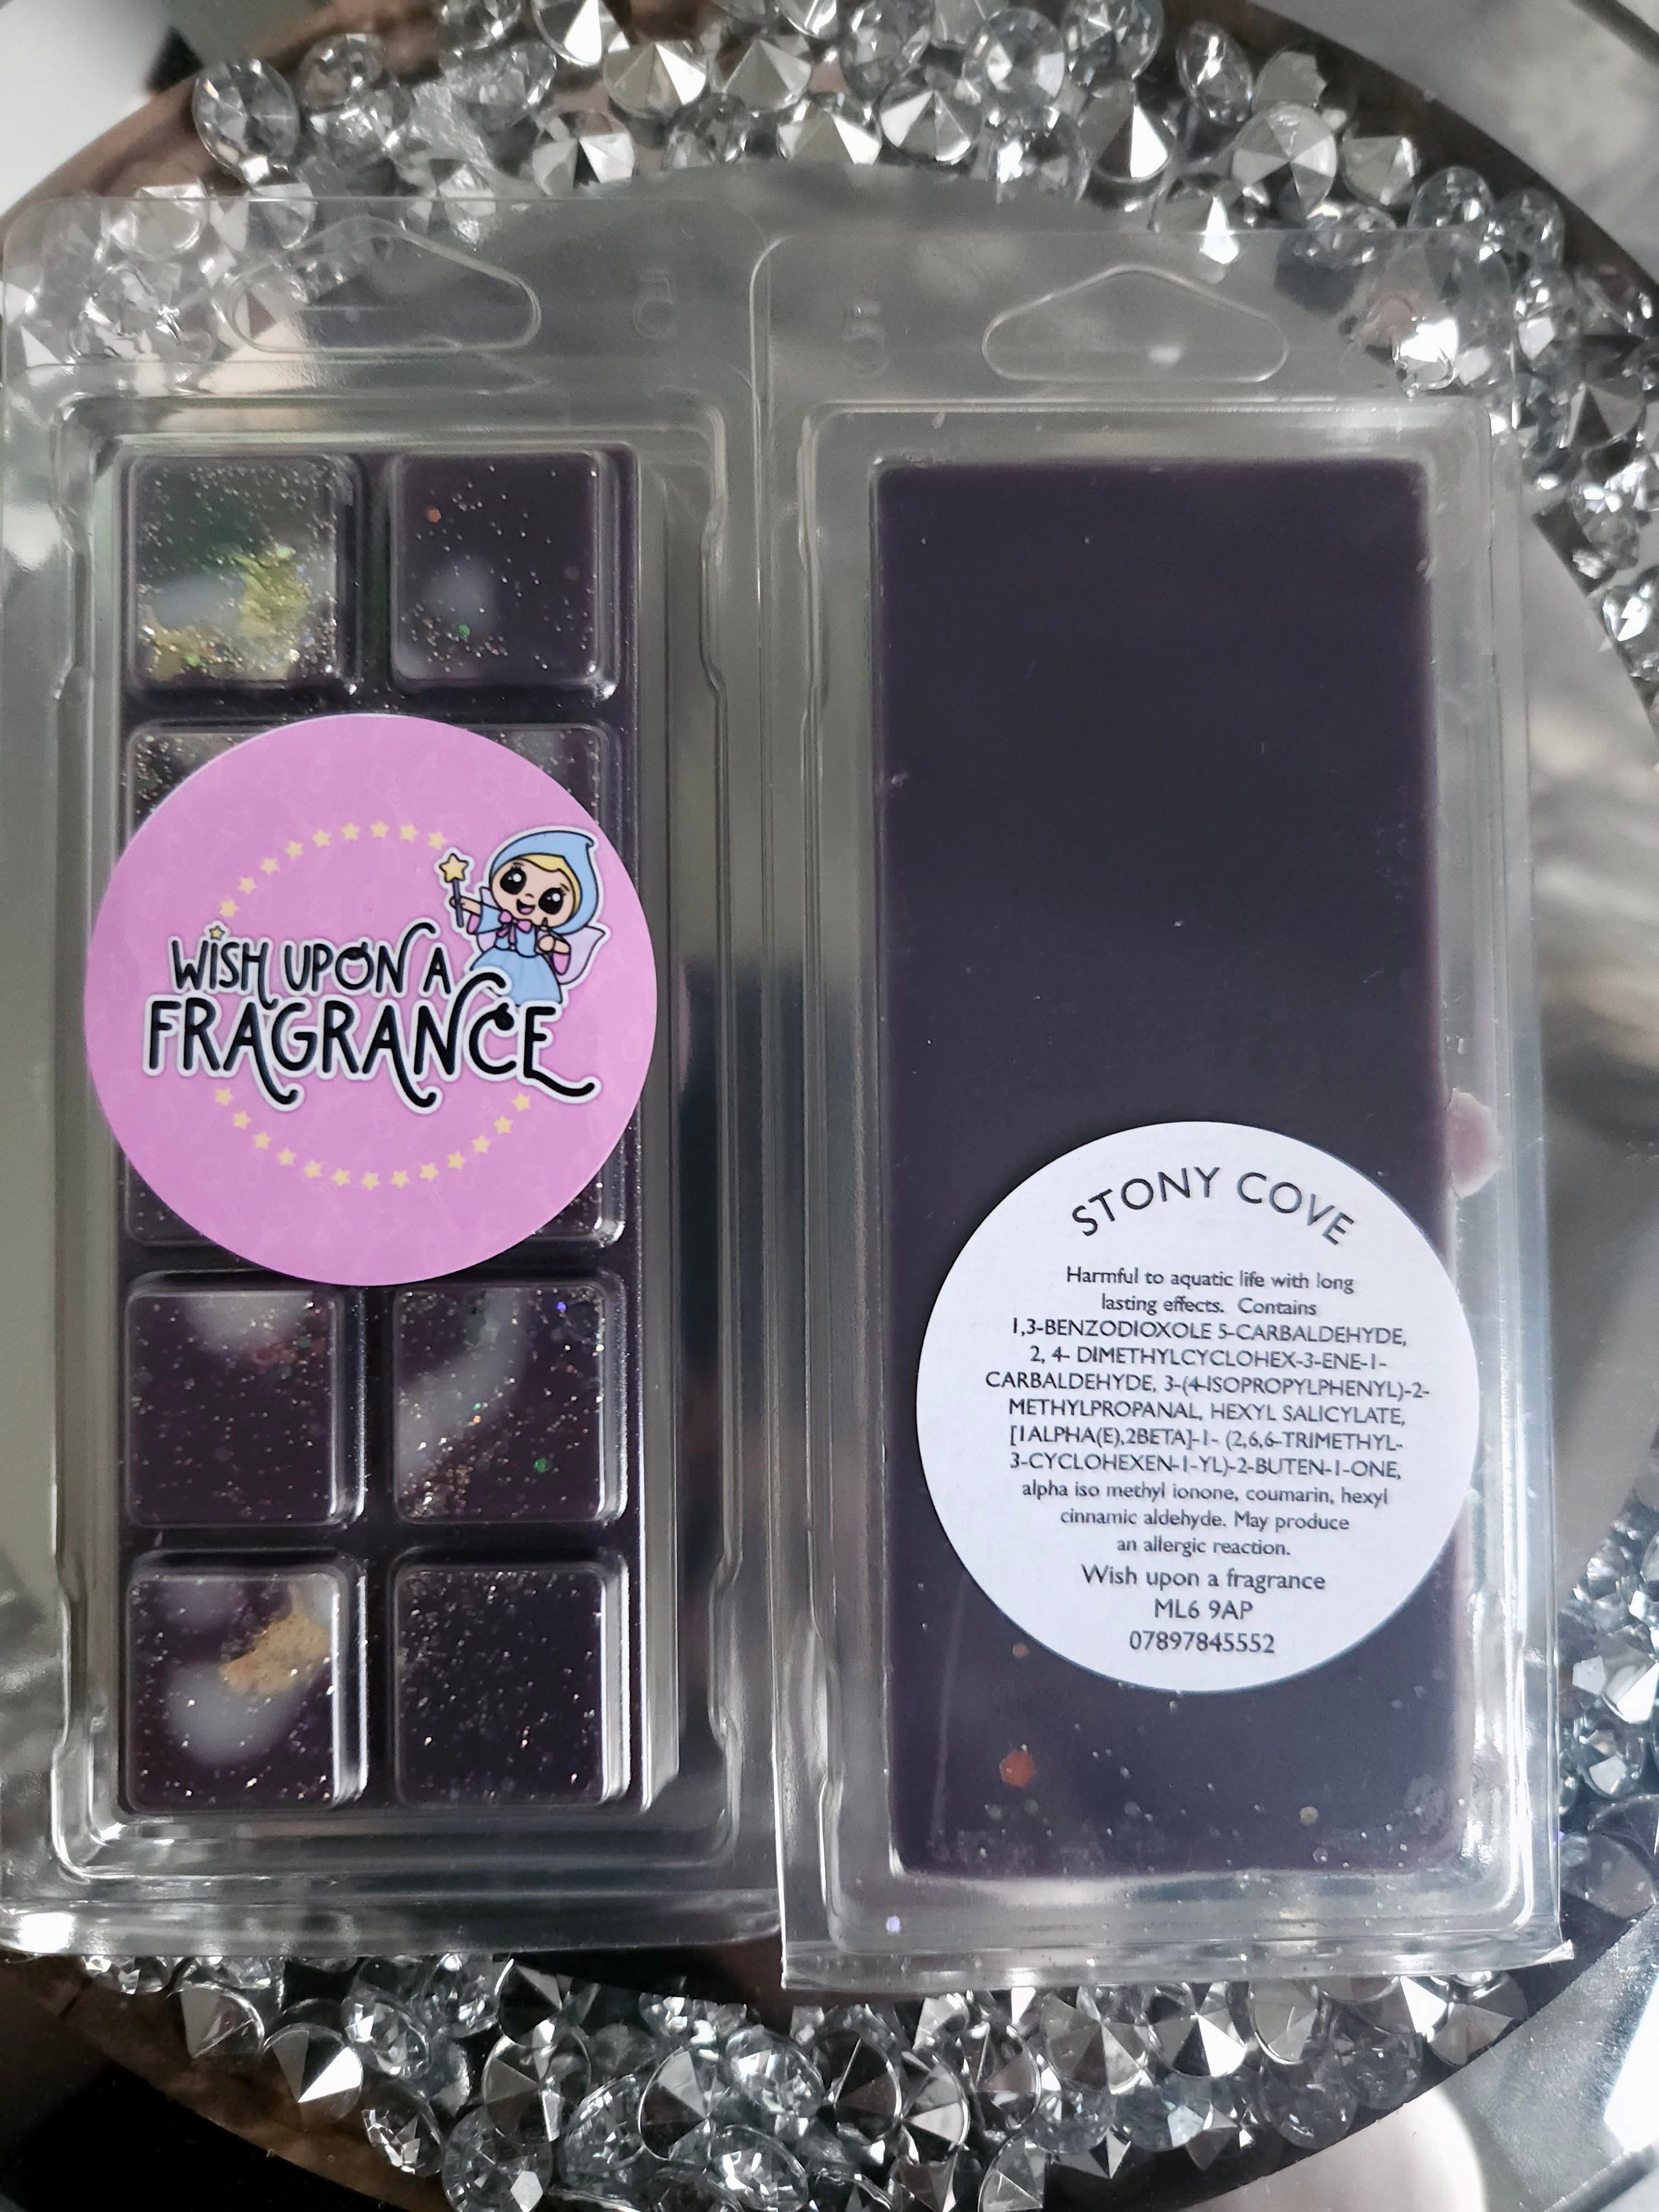 WISH UPON A
FRAGRANCE
STONY COVE
Harmful to aquatic life with long
lasting effects. Contains
1,3-BENZODIOXOLE 5-CARBALDEHYDE,
2, 4- DIMETHYLCYCLOHEX-3-ENE-1-
CARBALDEHYDE, 3-(4-ISOPROPYLPHENYL)-2-
METHYLPROPANAL, HEXYL SALICYLATE,
[1ALPHA(E),2BETA]-1- (2,6,6-TRIMETHYL-
3-CYCLOHEXEN-1-YL)-2-BUTEN-1-ONE,
alpha iso methyl ionone, coumarin, hexyl
cinnamic aldehyde. May produce
an allergic reaction.
Wish upon a fragrance
ML6 9AP
07897845552